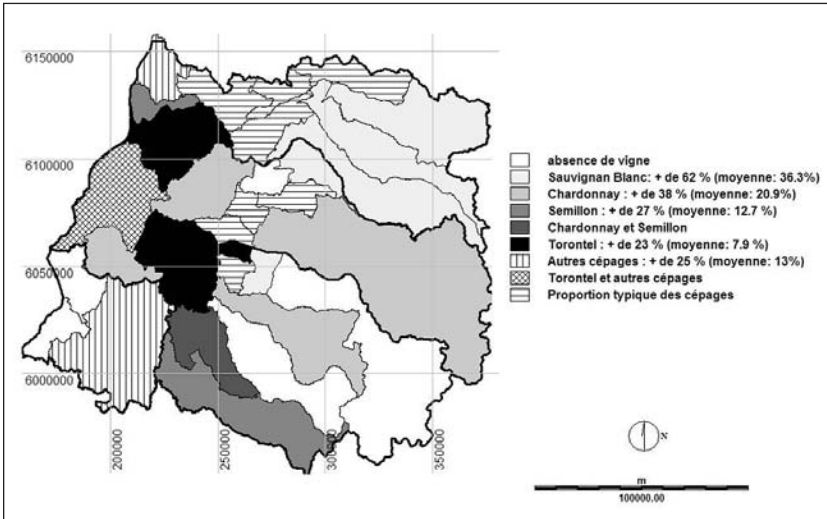 6150000
6100000
6050000
6000000
200000
250000
300000
350000
absence de vigne
Sauvignan Blanc: + de 62 % (moyenne: 36.3%)
Chardonnay : + de 38 % (moyenne: 20.9%)
Semillon : + de 27 % (moyenne: 12.7 %)
Chardonnay et Semillon
Torontel : + de 23 % (moyenne: 7.9 %)
Autres cépages : + de 25 % (moyenne: 13%)
Torontel et autres cépages
Proportion typique des cépages
N
m
100000.00